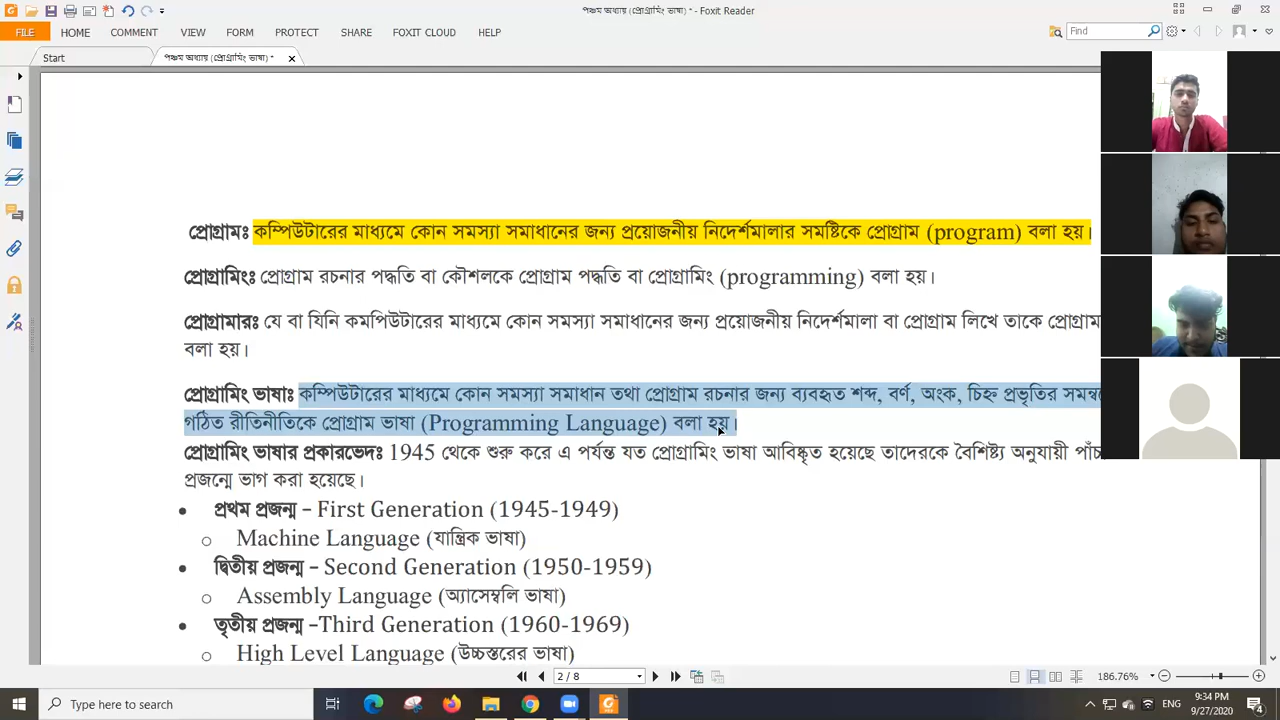 পঞ্চম অধ্যায় (প্রোগ্রামিং ভাষা) * - Foxit Reader
FILE HOME COMMENT VIEW FORM PROTECT SHARE FOXIT CLOUD HELP Find
Start পঞ্চম অধ্যায় (প্রোগ্রামিং ভাষা) *
প্রোগ্রামঃ কম্পিউটারের মাধ্যমে কোন সমস্যা সমাধানের জন্য প্রয়োজনীয় নিদের্শমালার সমষ্টিকে প্রোগ্রাম (program) বলা হয়।
প্রোগ্রামিংঃ প্রোগ্রাম রচনার পদ্ধতি বা কৌশলকে প্রোগ্রাম পদ্ধতি বা প্রোগ্রামিং (programming) বলা হয়।
প্রোগ্রামারঃ যে বা যিনি কমপিউটারের মাধ্যমে কোন সমস্যা সমাধানের জন্য প্রয়োজনীয় নিদের্শমালা বা প্রোগ্রাম লিখে তাকে প্রোগ্রাম
বলা হয়।
প্রোগ্রামিং ভাষাঃ কম্পিউটারের মাধ্যমে কোন সমস্যা সমাধান তথা প্রোগ্রাম রচনার জন্য ব্যবহৃত শব্দ, বর্ণ, অংক, চিহ্ন প্রভৃতির
গঠিত রীতিনীতিকে প্রোগ্রাম ভাষা (Programming Language) বলা হয়।
প্রোগ্রামিং ভাষার প্রকারভেদঃ 1945 থেকে শুরু করে এ পর্যন্ত যত প্রোগ্রামিং ভাষা আবিষ্কৃত হয়েছে তাদেরকে বৈশিষ্ট্য অনুযায়ী পাঁচ
প্রজন্মে ভাগ করা হয়েছে।
• প্রথম প্রজন্ম – First Generation (1945-1949)
o Machine Language (যান্ত্রিক ভাষা)
• দ্বিতীয় প্রজন্ম – Second Generation (1950-1959)
o Assembly Language (অ্যাসেম্বলি ভাষা)
• তৃতীয় প্রজন্ম –Third Generation (1960-1969)
o High Level Language (উচ্চস্তরের ভাষা)
2 / 8 186.76%
Type here to search ENG 9:34 PM
9/27/2020